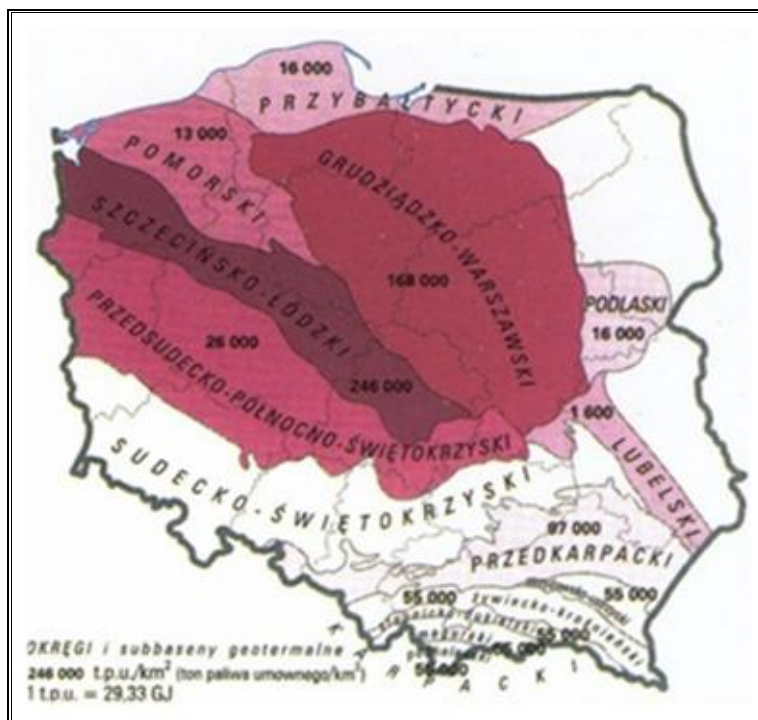 16 000
PRZYBAŁTYCKI
13 000
POMORSKI
GRUDZIĄDZKO-WARSZAWSKI
168 000
SZCZECIŃSKO-ŁÓDZKI
246 000
PODLASKI
16 000
26 000
PRZEDSUDECKO-PÓŁNOCNO-ŚWIĘTOKRZYSKI
1 600
LUBELSKI
SUDECKO-ŚWIĘTOKRZYSKI
97 000
PRZEDKARPACKI
55 000
55 000
55 000
KARPACKI
OKRĘGI i subbaseny geotermalne
246 000 t.p.u./km² (ton paliwa umownego/km²)
1 t.p.u. = 29,33 GJ